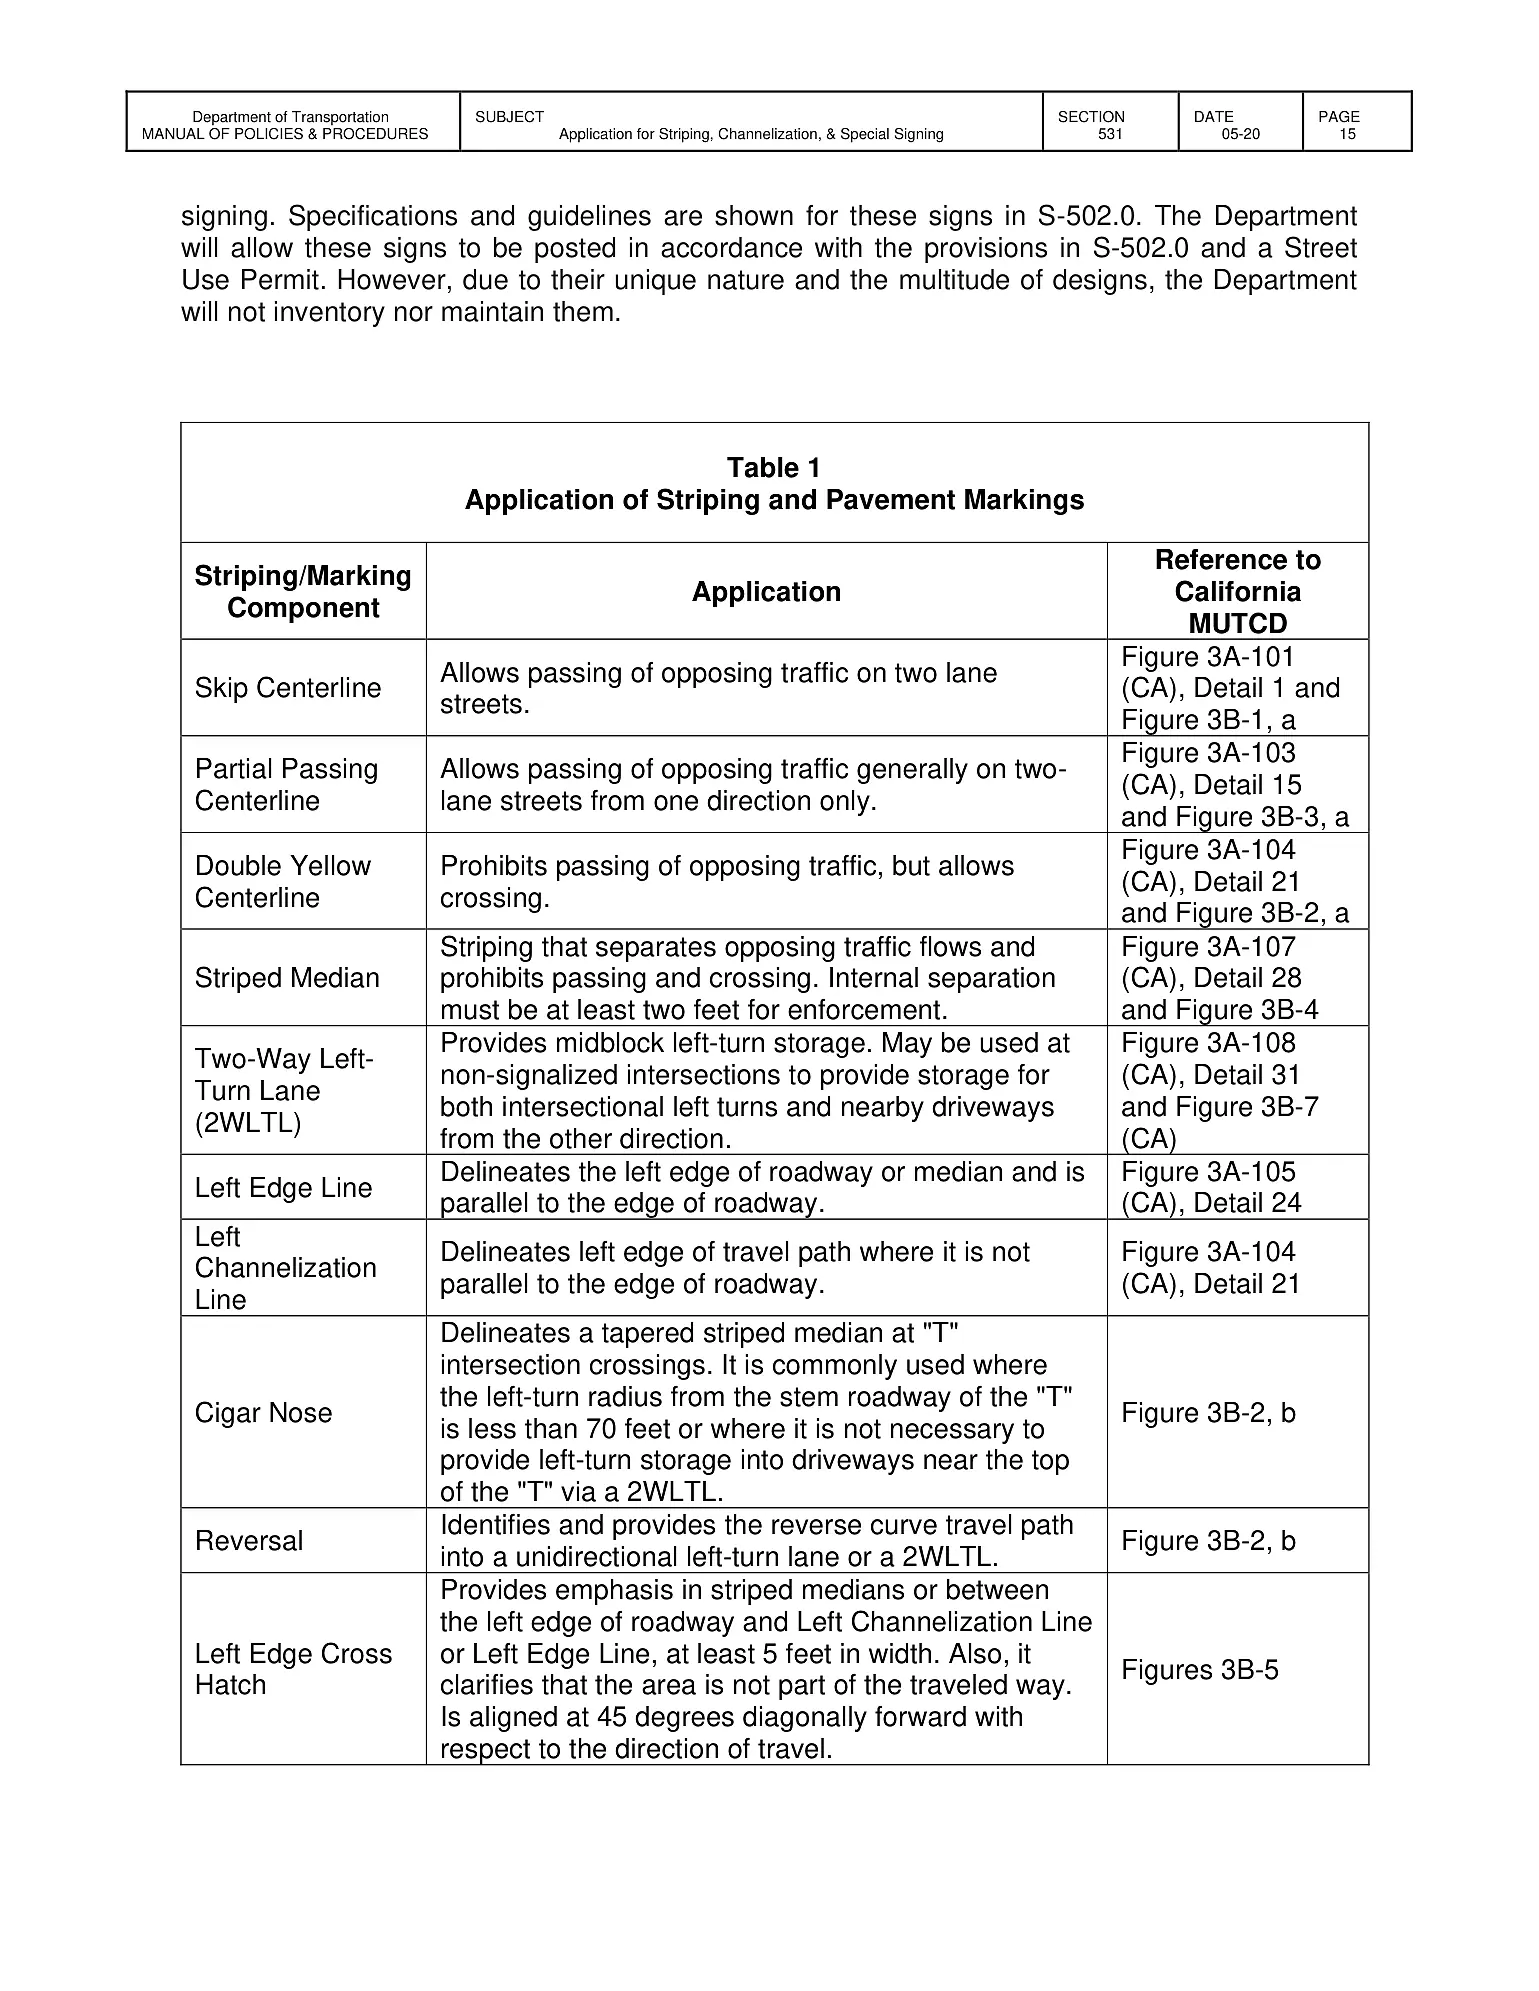 Department of Transportation
MANUAL OF POLICIES & PROCEDURES
SUBJECT
Application for Striping, Channelization, & Special Signing
SECTION
531
DATE
05-20
PAGE
15
signing. Specifications and guidelines are shown for these signs in S-502.0. The Department
will allow these signs to be posted in accordance with the provisions in S-502.0 and a Street
Use Permit. However, due to their unique nature and the multitude of designs, the Department
will not inventory nor maintain them.
Table 1
Application of Striping and Pavement Markings
Striping/Marking
Component
Application
Reference to
California
MUTCD
Skip Centerline
Allows passing of opposing traffic on two lane
streets.
Figure 3A-101
(CA), Detail 1 and
Figure 3B-1, a
Partial Passing
Centerline
Allows passing of opposing traffic generally on two-
lane streets from one direction only.
Figure 3A-103
(CA), Detail 15
and Figure 3B-3, a
Double Yellow
Centerline
Prohibits passing of opposing traffic, but allows
crossing.
Figure 3A-104
(CA), Detail 21
and Figure 3B-2, a
Striped Median
Striping that separates opposing traffic flows and
prohibits passing and crossing. Internal separation
must be at least two feet for enforcement.
Figure 3A-107
(CA), Detail 28
and Figure 3B-4
Two-Way Left-
Turn Lane
(2WLTL)
Provides midblock left-turn storage. May be used at
non-signalized intersections to provide storage for
both intersectional left turns and nearby driveways
from the other direction.
Figure 3A-108
(CA), Detail 31
and Figure 3B-7
(CA)
Left Edge Line
Delineates the left edge of roadway or median and is
parallel to the edge of roadway.
Figure 3A-105
(CA), Detail 24
Left
Channelization
Line
Delineates left edge of travel path where it is not
parallel to the edge of roadway.
Figure 3A-104
(CA), Detail 21
Cigar Nose
Delineates a tapered striped median at "T"
intersection crossings. It is commonly used where
the left-turn radius from the stem roadway of the "T"
is less than 70 feet or where it is not necessary to
provide left-turn storage into driveways near the top
of the "T" via a 2WLTL.
Figure 3B-2, b
Reversal
Identifies and provides the reverse curve travel path
into a unidirectional left-turn lane or a 2WLTL.
Figure 3B-2, b
Left Edge Cross
Hatch
Provides emphasis in striped medians or between
the left edge of roadway and Left Channelization Line
or Left Edge Line, at least 5 feet in width. Also, it
clarifies that the area is not part of the traveled way.
Is aligned at 45 degrees diagonally forward with
respect to the direction of travel.
Figures 3B-5